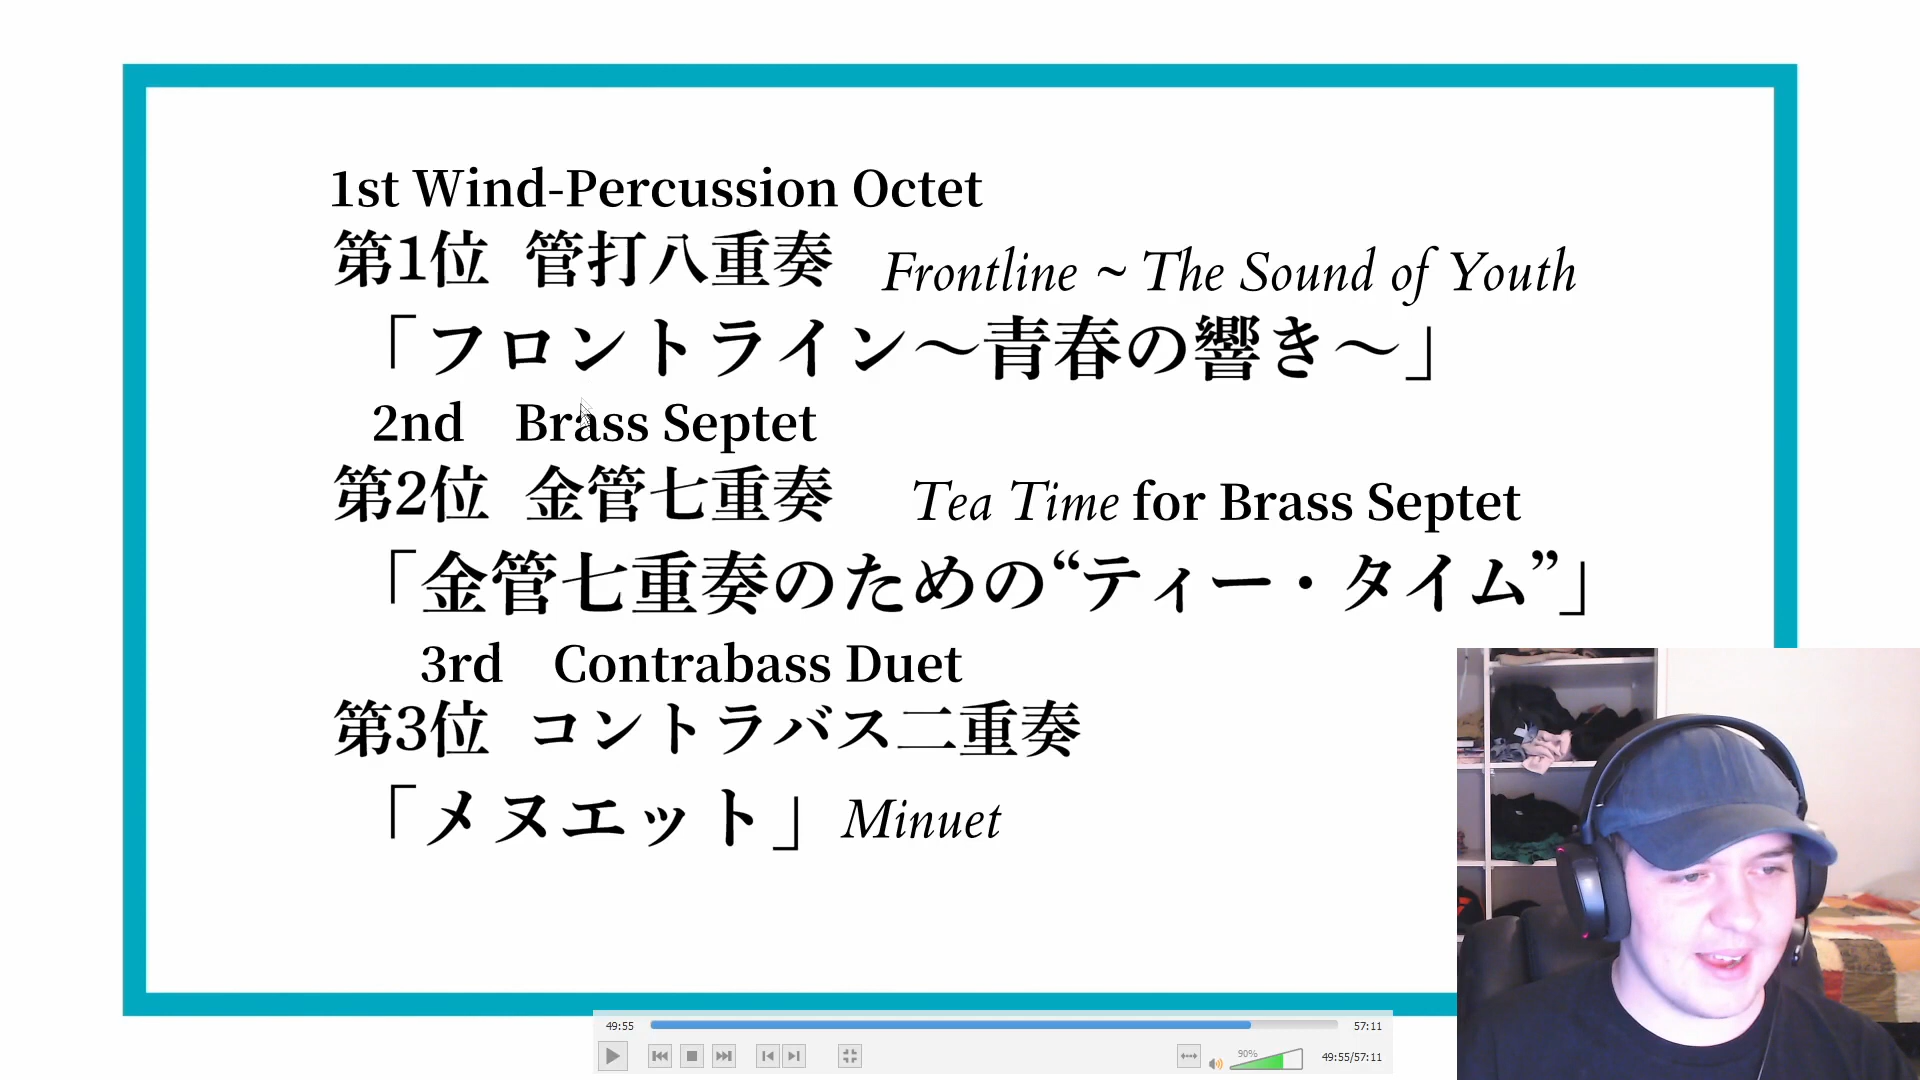 1st Wind-Percussion Octet
第1位 管打八重奏 Frontline ~ The Sound of Youth
「フロントライン～青春の響き～」
2nd Brass Septet
第2位 金管七重奏 Tea Time for Brass Septet
「金管七重奏のための“ティー・タイム”」
3rd Contrabass Duet
第3位 コントラバス二重奏
「メヌエット」 Minuet
49:55 57:11
90% 49:55/57:11